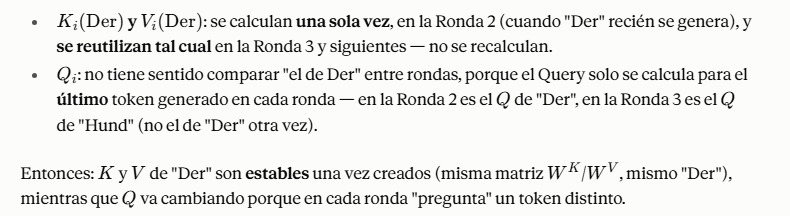 • K_i(Der) y V_i(Der): se calculan una sola vez, en la Ronda 2 (cuando "Der" recién se genera), y
se reutilizan tal cual en la Ronda 3 y siguientes — no se recalculan.
• Q_i: no tiene sentido comparar "el de Der" entre rondas, porque el Query solo se calcula para el
último token generado en cada ronda — en la Ronda 2 es el Q de "Der", en la Ronda 3 es el Q
de "Hund" (no el de "Der" otra vez).
Entonces: K y V de "Der" son estables una vez creados (misma matriz W^K/W^V, mismo "Der"),
mientras que Q va cambiando porque en cada ronda "pregunta" un token distinto.